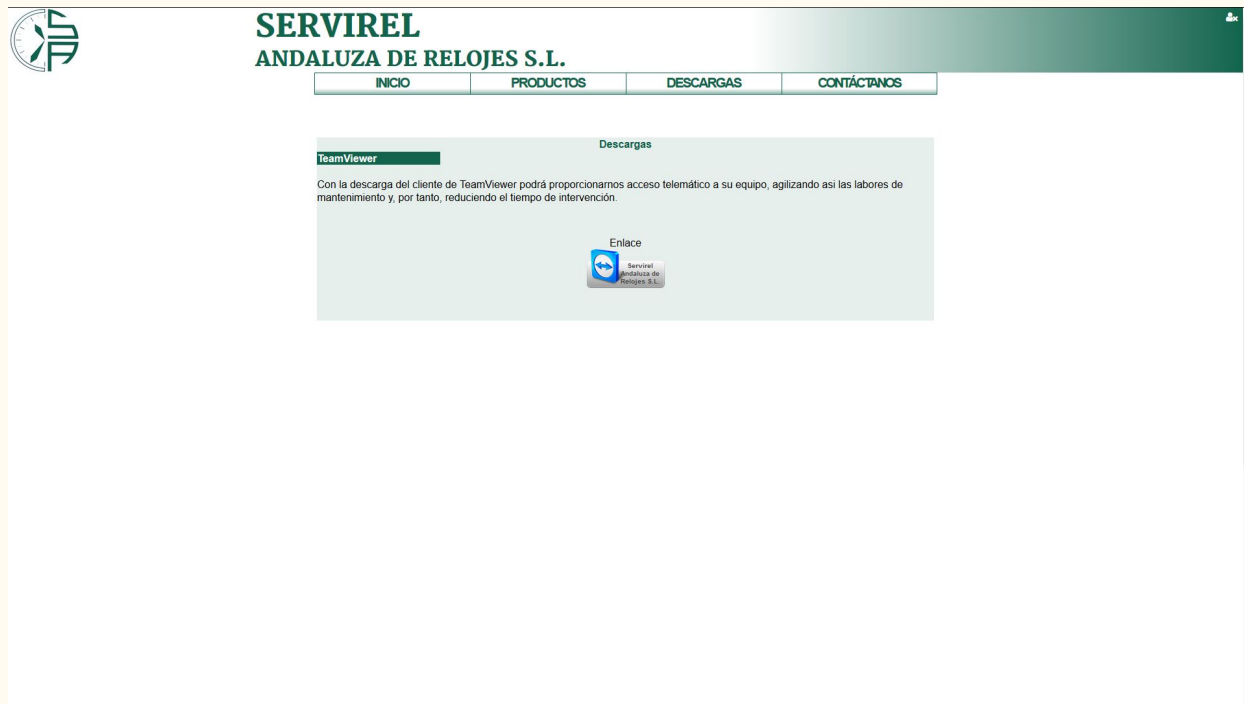 SERVIREL
ANDALUZA DE RELOJES S.L.
INICIO PRODUCTOS DESCARGAS CONTÁCTANOS
Descargas
TeamViewer
Con la descarga del cliente de TeamViewer podrá proporcionarnos acceso telemático a su equipo, agilizando asi las labores de
mantenimiento y, por tanto, reduciendo el tiempo de intervención.
Enlace
Servirel
Andaluza de
Relojes S.L.